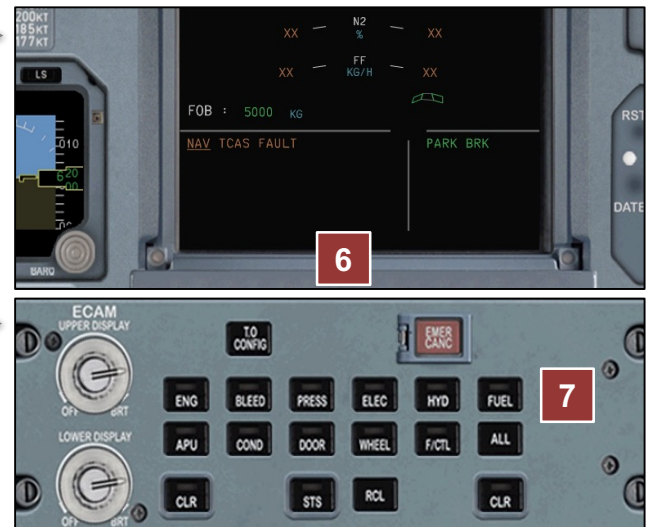 200KT
185KT
177KT
LS
010
620
00
BARO
N2
XX % XX
FF
XX KG/H XX
FOB : 5000 KG
NAV TCAS FAULT
PARK BRK
RST
DATE
6
ECAM
UPPER DISPLAY
OFF BRT
T.O
CONFIG
EMER
CANC
ENG BLEED PRESS ELEC HYD FUEL
7
LOWER DISPLAY
OFF BRT
APU COND DOOR WHEEL F/CTL ALL
CLR STS RCL CLR